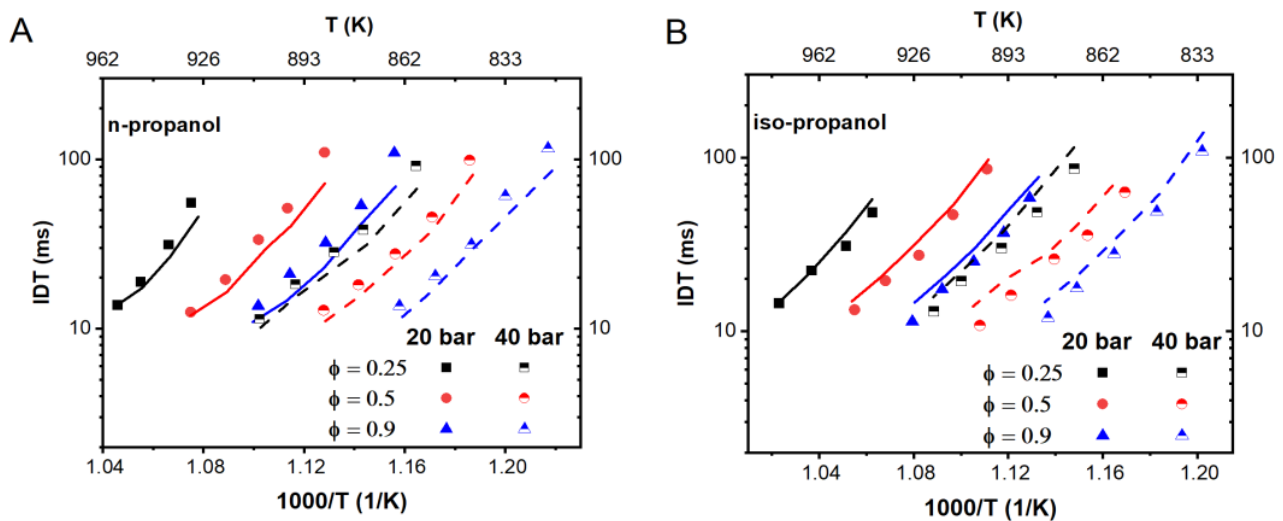 A
T (K)
962 926 893 862 833
n-propanol
IDT (ms)
100
10
100
10
20 bar 40 bar
ϕ = 0.25
ϕ = 0.5
ϕ = 0.9
1.04 1.08 1.12 1.16 1.20
1000/T (1/K)
B
T (K)
962 926 893 862 833
iso-propanol
IDT (ms)
100
10
100
10
20 bar 40 bar
ϕ = 0.25
ϕ = 0.5
ϕ = 0.9
1.04 1.08 1.12 1.16 1.20
1000/T (1/K)